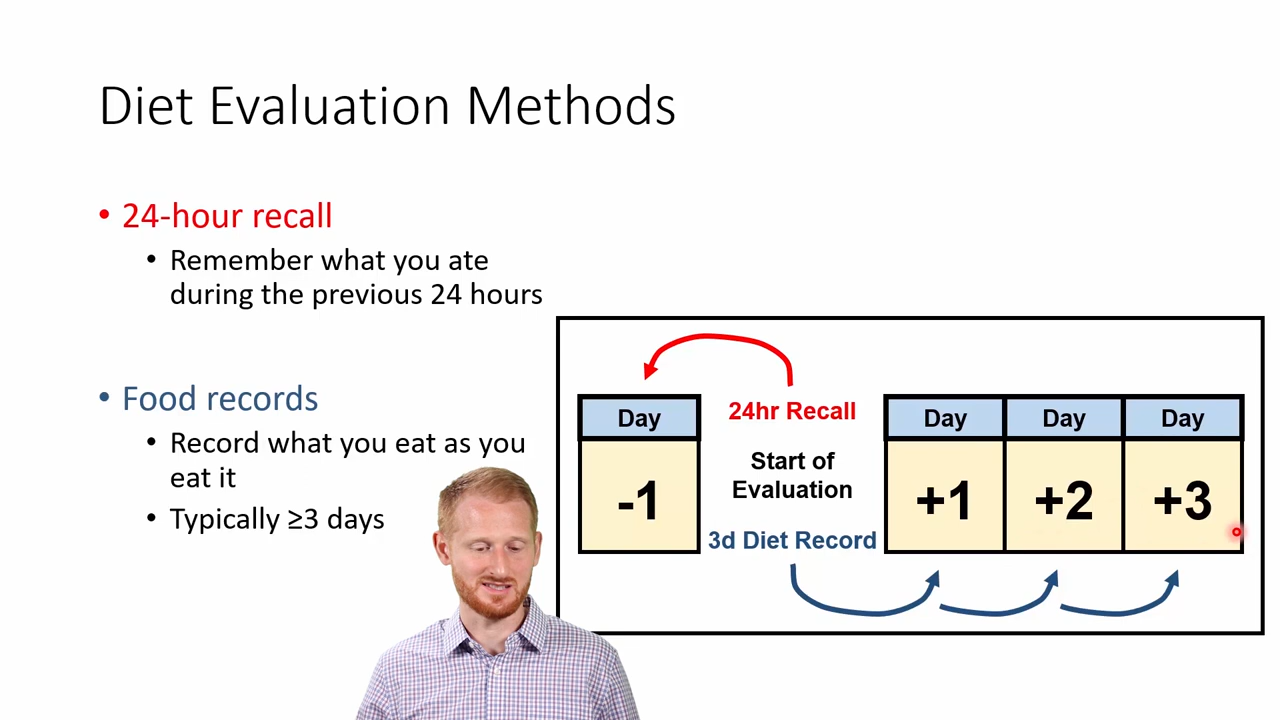 Diet Evaluation Methods
• 24-hour recall
• Remember what you ate
during the previous 24 hours
• Food records
• Record what you eat as you
eat it
• Typically ≥3 days
Day
-1
24hr Recall
Start of
Evaluation
3d Diet Record
Day Day Day
+1 +2 +3